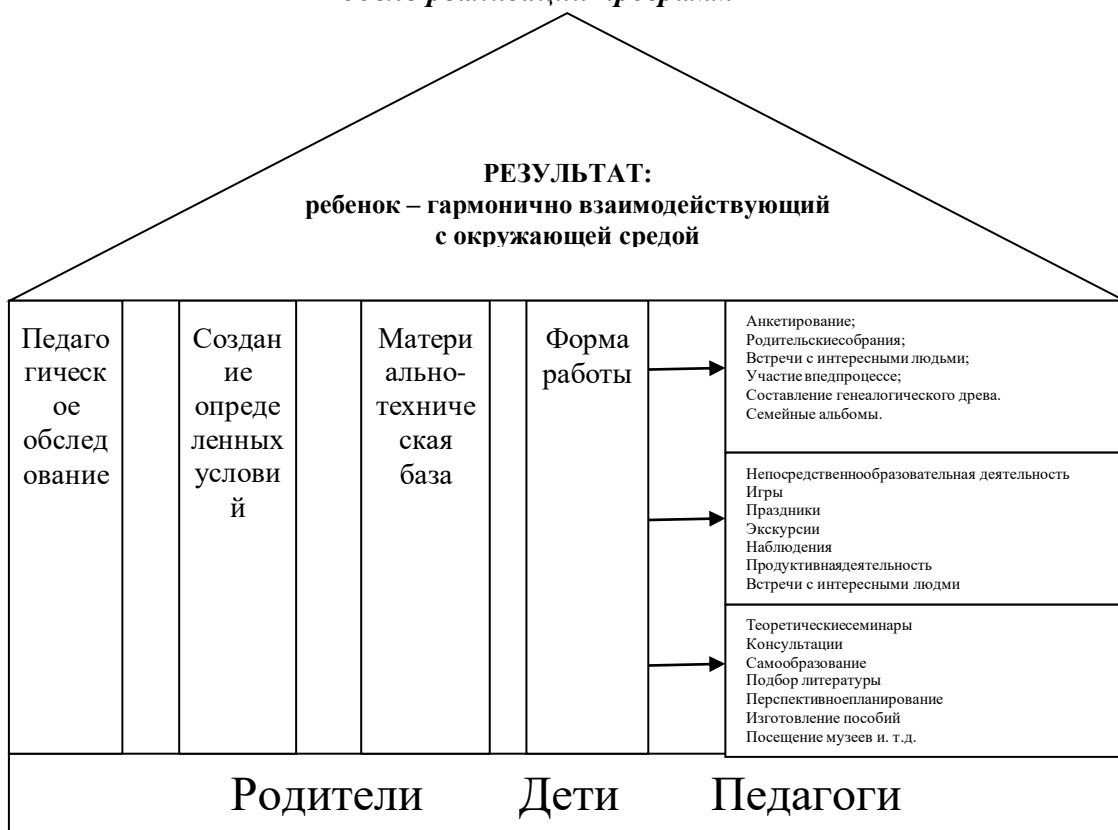 РЕЗУЛЬТАТ:
ребенок – гармонично взаимодействующий
с окружающей средой
Педаго
гическ
ое
обслед
ование
Создан
ие
опреде
ленных
услови
й
Матери
ально-
техниче
ская
база
Форма
работы
Анкетирование;
Родительскиесобрания;
Встречи с интересными людьми;
Участие впедпроцессе;
Составление генеалогического древа.
Семейные альбомы.
Непосредственнообразовательная деятельность
Игры
Праздники
Экскурсии
Наблюдения
Продуктивнаядеятельность
Встречи с интересными людми
Теоретическиесеминары
Консультации
Самообразование
Подбор литературы
Перспективноепланирование
Изготовление пособий
Посещение музеев и. т.д.
Родители Дети Педагоги